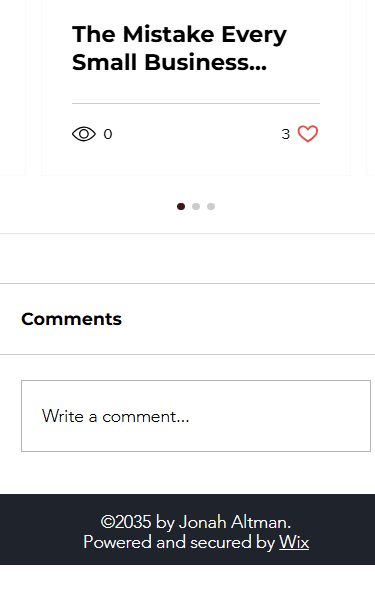 The Mistake Every
Small Business...
0
3
Comments
Write a comment...
©2035 by Jonah Altman.
Powered and secured by Wix